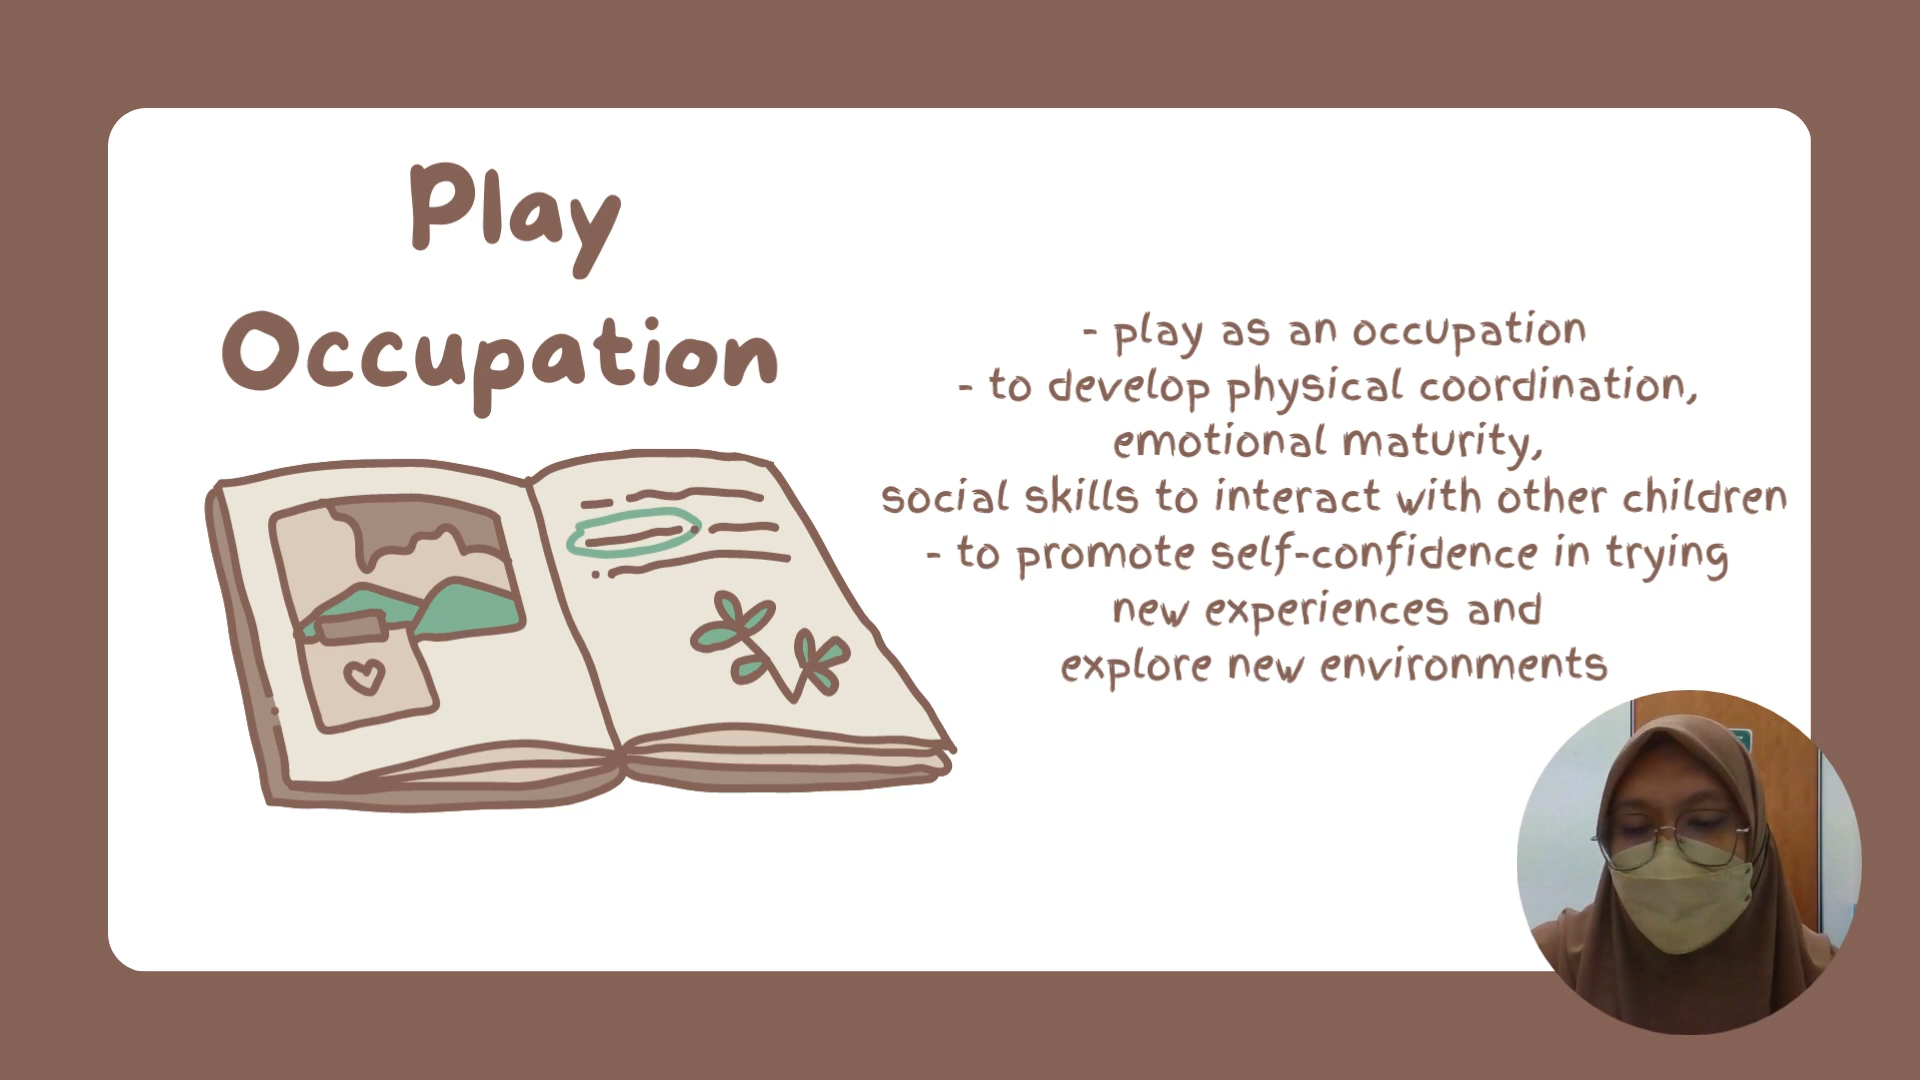 Play
Occupation
- play as an occupation
- to develop physical coordination,
emotional maturity,
social skills to interact with other children
- to promote self-confidence in trying
new experiences and
explore new environments